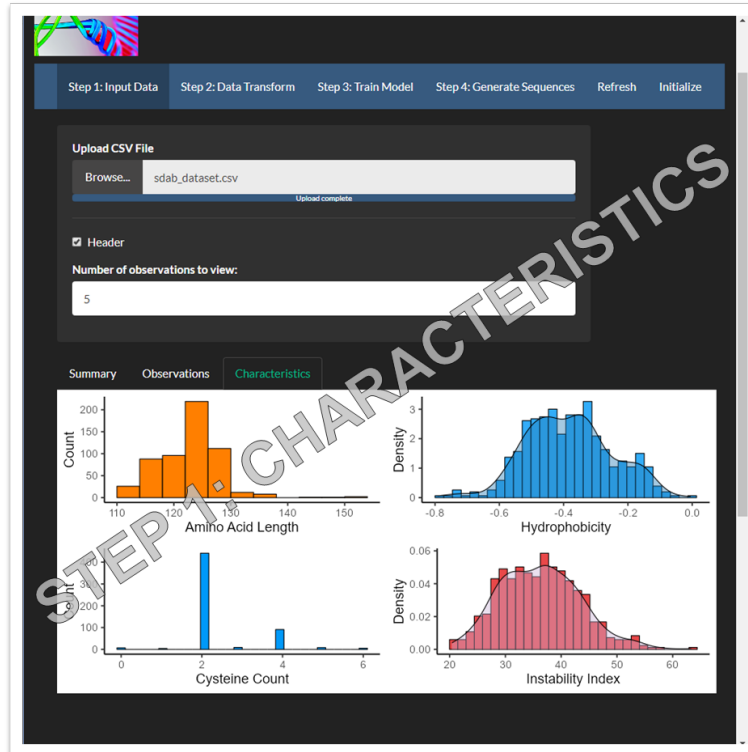 Step 1: Input Data Step 2: Data Transform Step 3: Train Model Step 4: Generate Sequences Refresh Initialize
Upload CSV File
Browse... sdab_dataset.csv
Upload complete
Header
Number of observations to view:
5
Summary Observations Characteristics
STEP 1: CHARACTERISTICS
Count
200
150
100
50
0
110 120 130 140 150
Amino Acid Length
Density
3
2
1
0
-0.8 -0.6 -0.4 -0.2 0.0
Hydrophobicity
200
100
0
0 2 4 6
Cysteine Count
Density
0.06
0.04
0.02
0.00
20 30 40 50 60
Instability Index